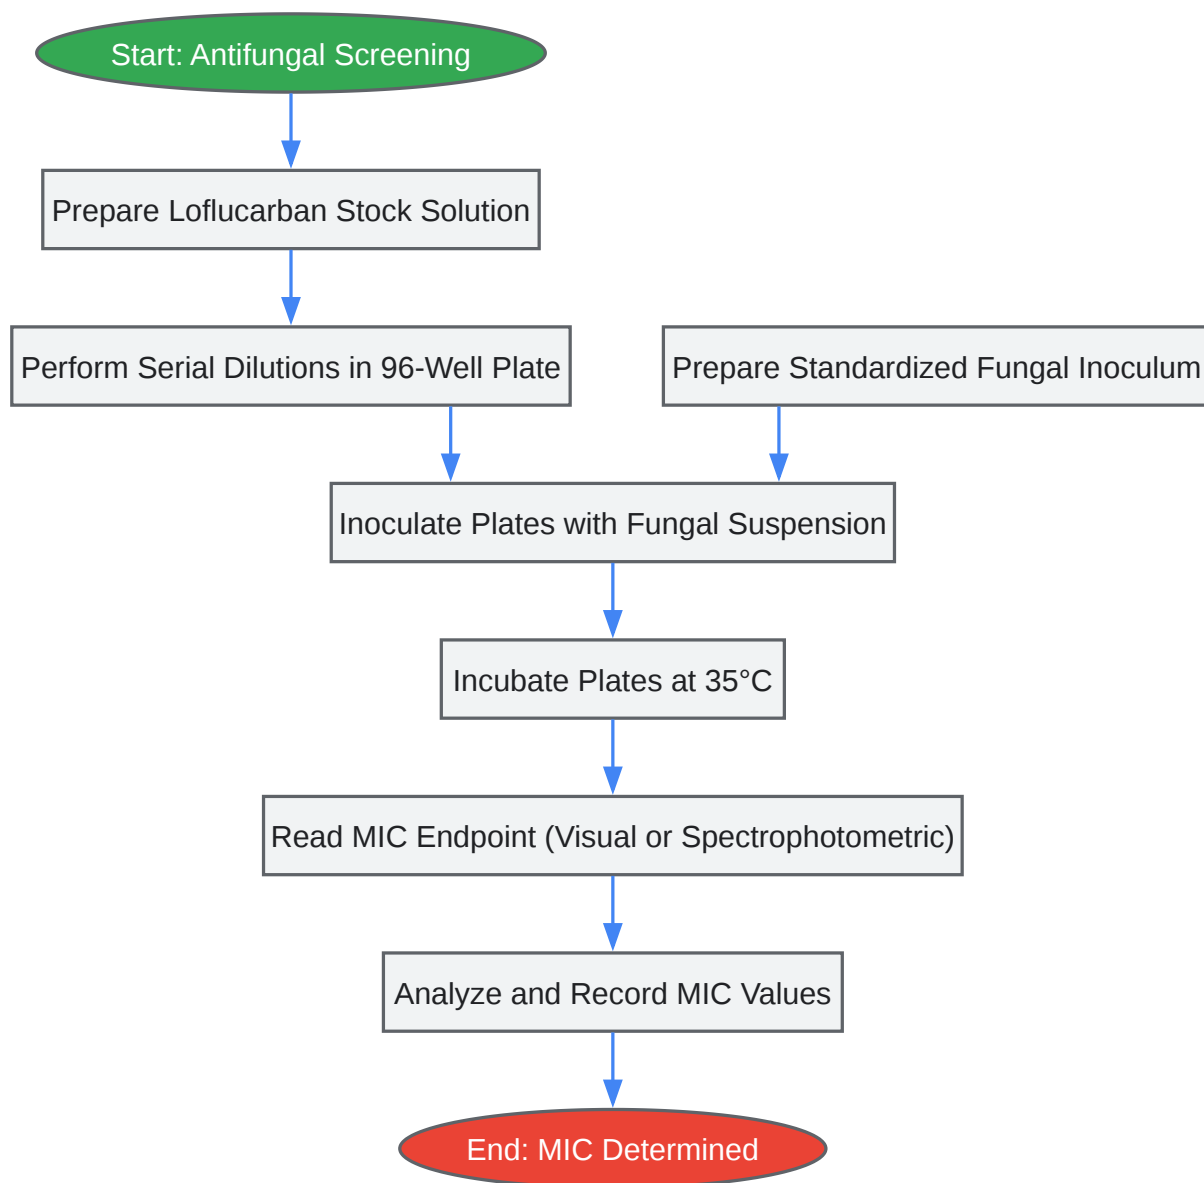 Start: Antifungal Screening
Prepare Loflucarban Stock Solution
Perform Serial Dilutions in 96-Well Plate
Prepare Standardized Fungal Inoculum
Inoculate Plates with Fungal Suspension
Incubate Plates at 35°C
Read MIC Endpoint (Visual or Spectrophotometric)
Analyze and Record MIC Values
End: MIC Determined